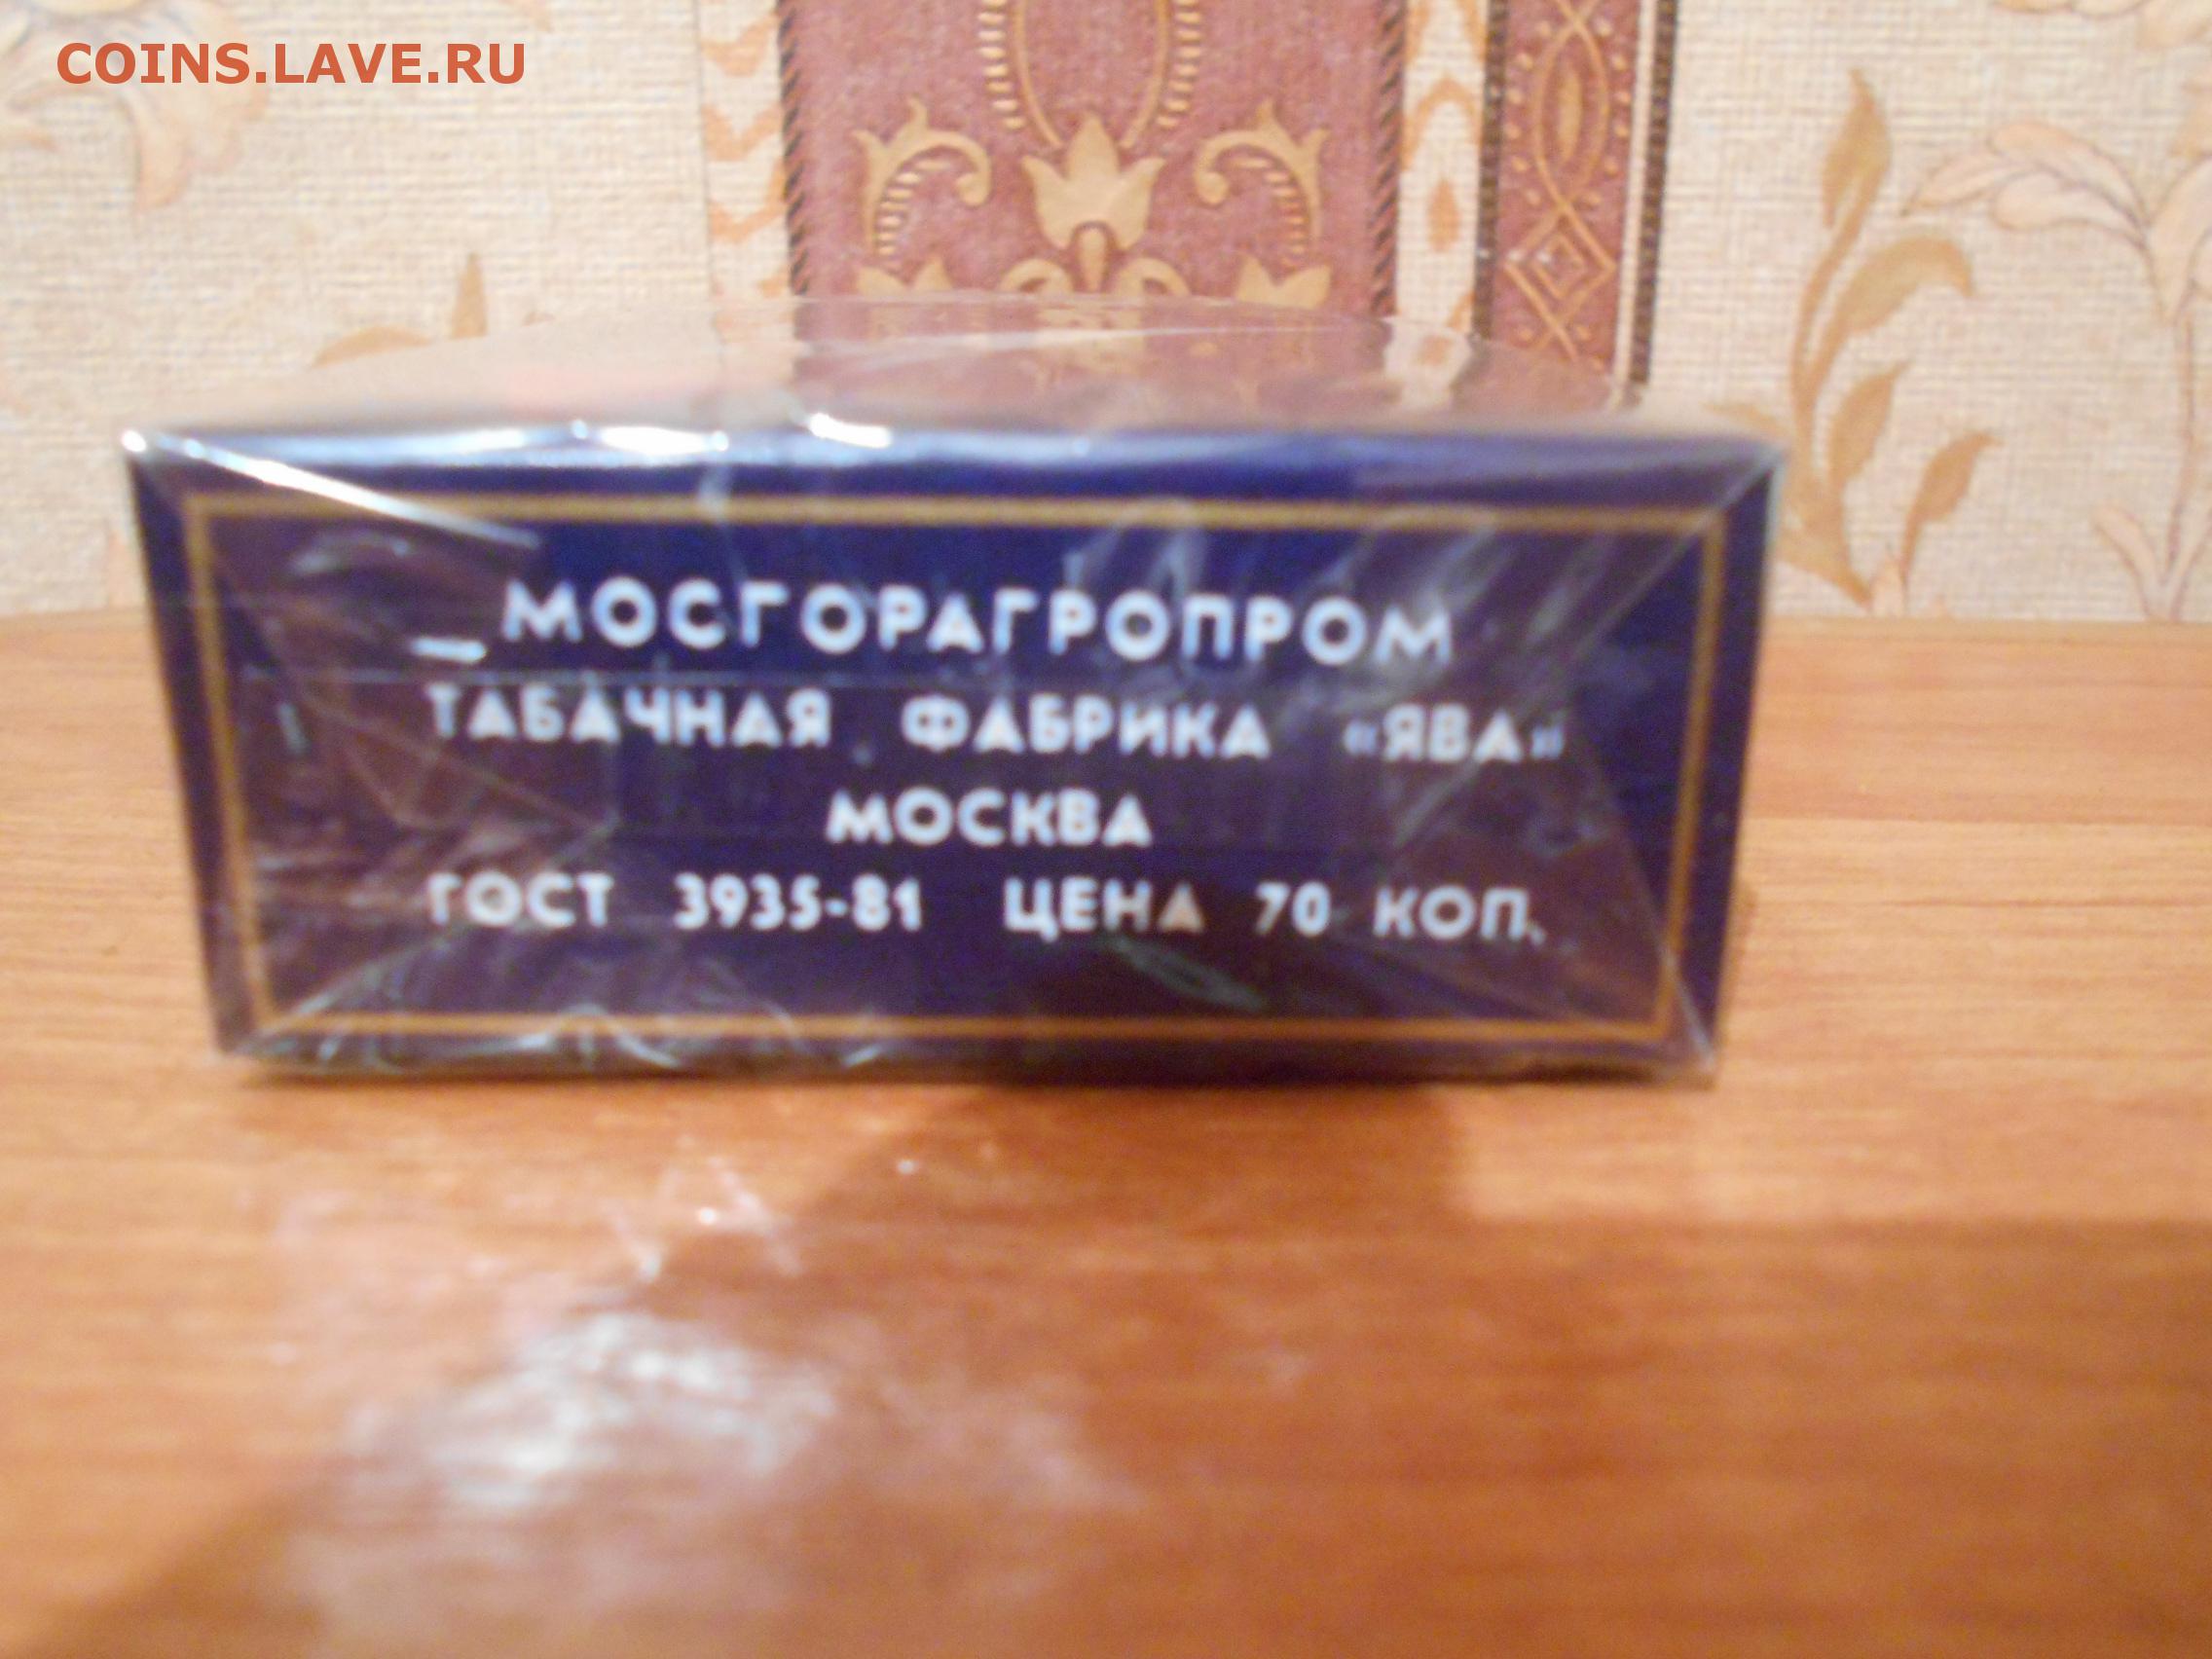 COINS.LAVE.RU
МОСГОРАГРОПРОМ
ТАБАЧНАЯ ФАБРИКА «ЯВА»
МОСКВА
ГОСТ 3935-81 ЦЕНА 70 КОП.